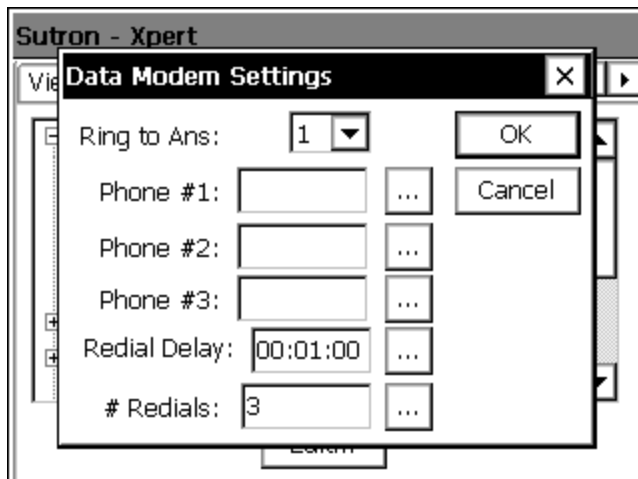 Sutron - Xpert
Data Modem Settings
Ring to Ans: 1
OK
Phone #1: ...
Cancel
Phone #2: ...
Phone #3: ...
Redial Delay: 00:01:00 ...
# Redials: 3 ...